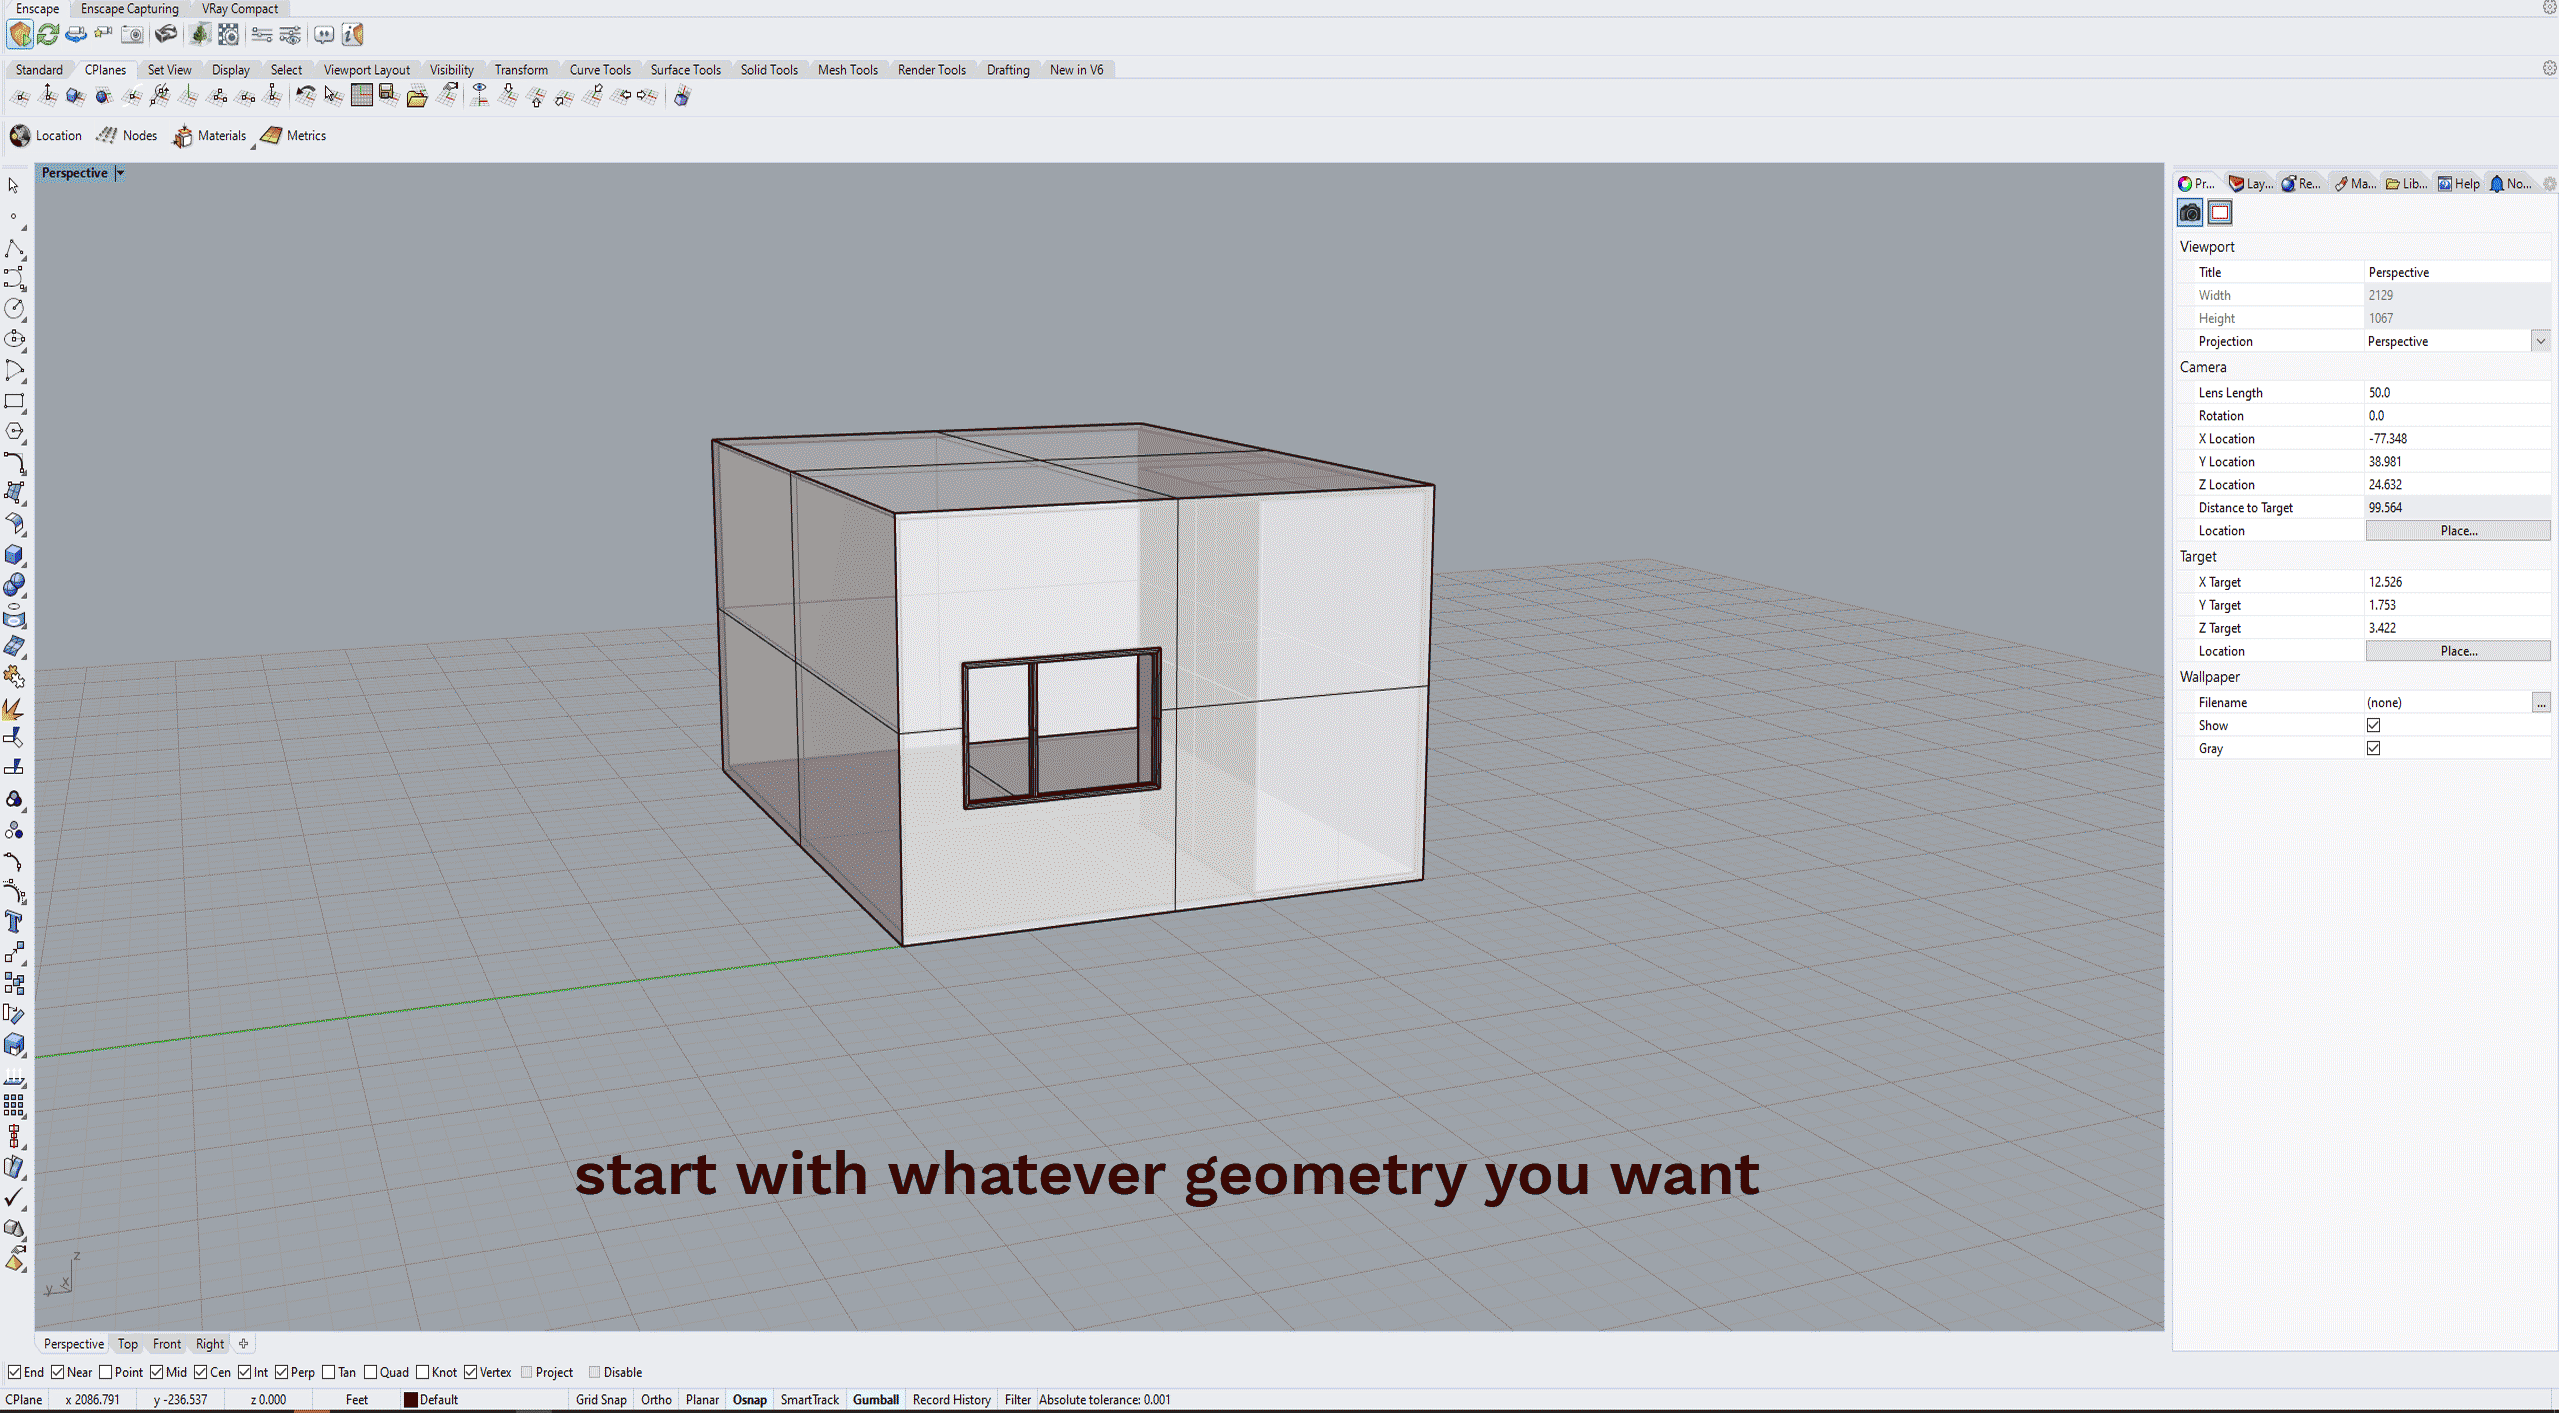 Enscape Enscape Capturing VRay Compact
Standard CPlanes Set View Display Select Viewport Layout Visibility Transform Curve Tools Surface Tools Solid Tools Mesh Tools Render Tools Drafting New in V6
Location Nodes Materials Metrics
Perspective
Pr... Lay... Re... Ma... Lib... Help No...
Viewport
Title Perspective
Width 2129
Height 1067
Projection Perspective
Camera
Lens Length 50.0
Rotation 0.0
X Location -77.348
Y Location 38.981
Z Location 24.632
Distance to Target 99.564
Location Place...
Target
X Target 12.526
Y Target 1.753
Z Target 3.422
Location Place...
Wallpaper
Filename (none) ...
Show
Gray
start with whatever geometry you want
z
y x
Perspective Top Front Right
End Near Point Mid Cen Int Perp Tan Quad Knot Vertex Project Disable
CPlane x 2086.791 y -236.537 z 0.000 Feet Default Grid Snap Ortho Planar Osnap SmartTrack Gumball Record History Filter Absolute tolerance: 0.001